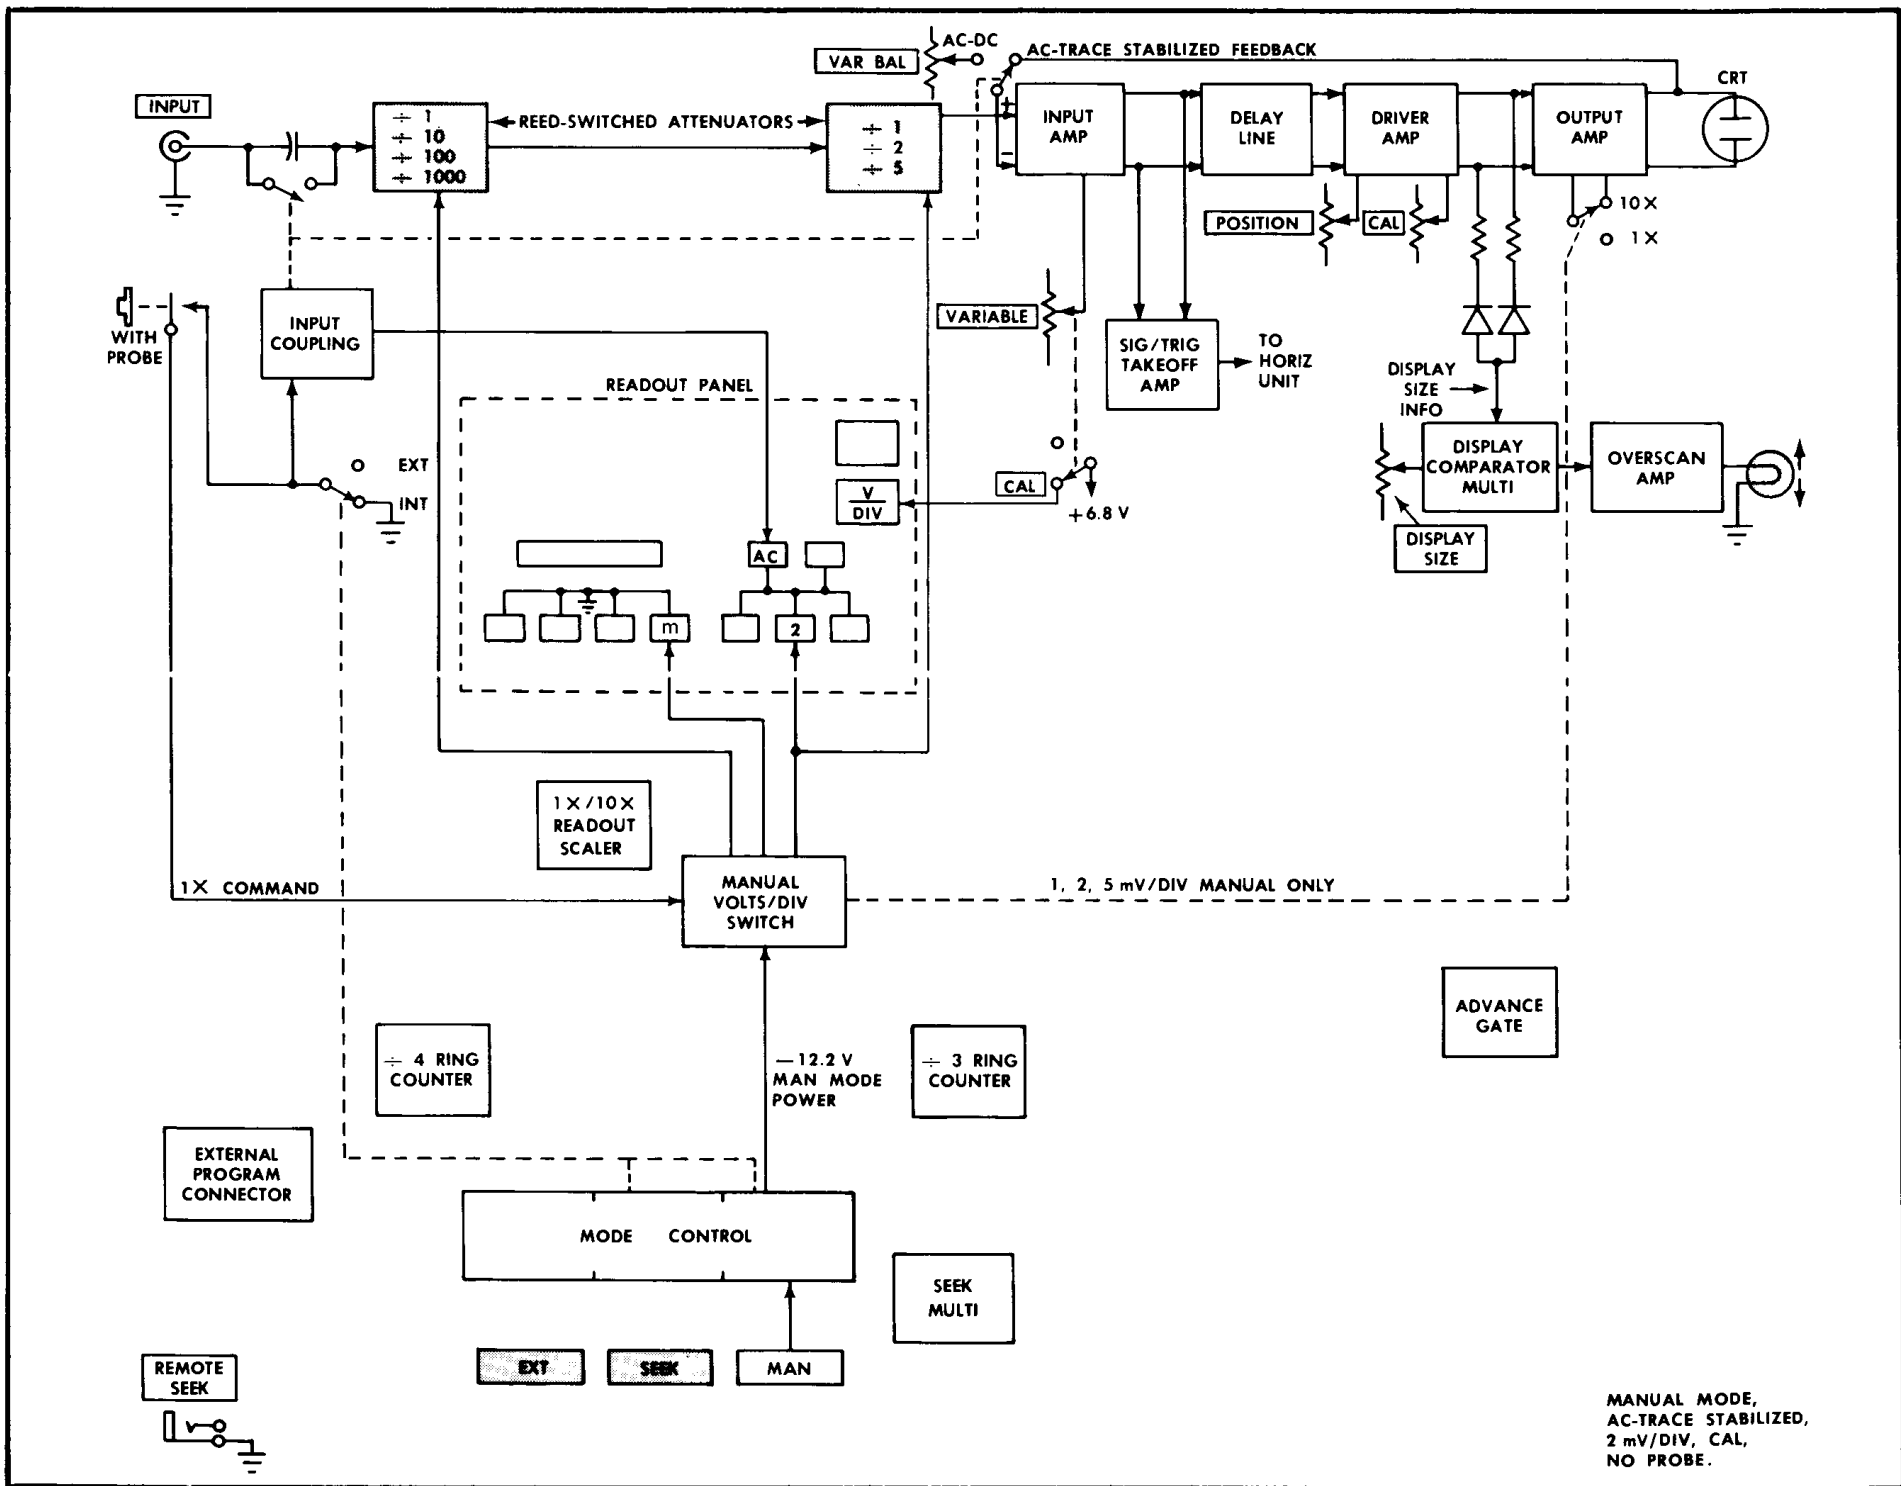 AC-DC
VAR BAL
AC-TRACE STABILIZED FEEDBACK
CRT
INPUT
÷ 1
÷ 10
÷ 100
÷ 1000
REED-SWITCHED ATTENUATORS
÷ 1
÷ 2
÷ 5
+
−
INPUT
AMP
DELAY
LINE
DRIVER
AMP
OUTPUT
AMP
10X
1X
POSITION
CAL
WITH
PROBE
INPUT
COUPLING
VARIABLE
SIG/TRIG
TAKEOFF
AMP
TO
HORIZ
UNIT
READOUT PANEL
DISPLAY
SIZE
INFO
EXT
INT
V
DIV
CAL
+6.8 V
DISPLAY
COMPARATOR
MULTI
OVERSCAN
AMP
DISPLAY
SIZE
AC
m
2
1X/10X
READOUT
SCALER
1X COMMAND
MANUAL
VOLTS/DIV
SWITCH
1, 2, 5 mV/DIV MANUAL ONLY
÷ 4 RING
COUNTER
−12.2 V
MAN MODE
POWER
÷ 3 RING
COUNTER
ADVANCE
GATE
EXTERNAL
PROGRAM
CONNECTOR
MODE CONTROL
SEEK
MULTI
EXT
SEEK
MAN
REMOTE
SEEK
MANUAL MODE,
AC-TRACE STABILIZED,
2 mV/DIV, CAL,
NO PROBE.